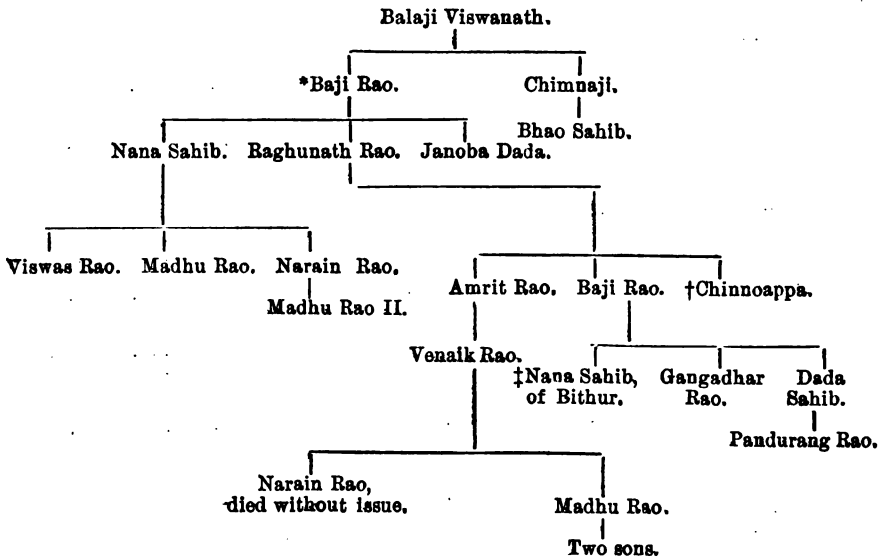 Balaji Viswanath.
*Baji Rao. Chimnaji.
Bhao Sahib.
Nana Sahib. Raghunath Rao. Janoba Dada.
Viswas Rao. Madhu Rao. Narain Rao.
Amrit Rao. Baji Rao. †Chinnoappa.
Madhu Rao II.
Venaik Rao.
‡Nana Sahib, Gangadhar Dada
of Bithur. Rao. Sahib.
Pandurang Rao.
Narain Rao,
died without issue. Madhu Rao.
Two sons.